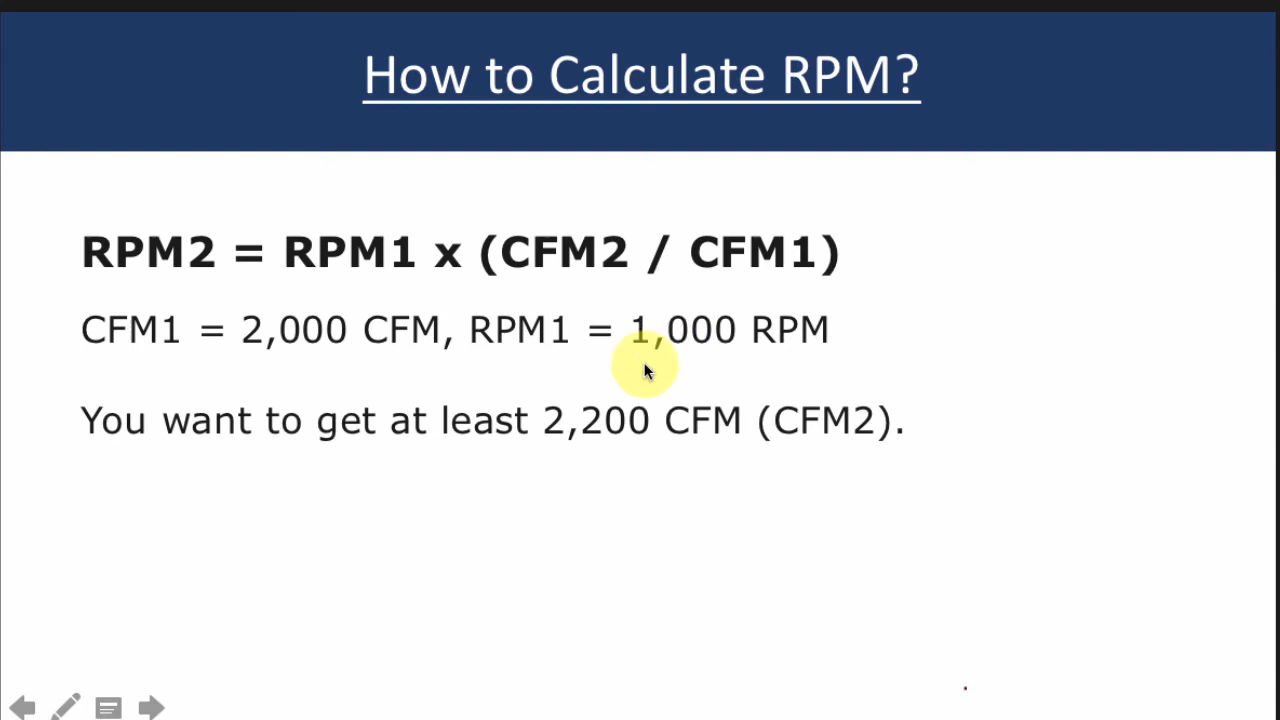 How to Calculate RPM?
RPM2 = RPM1 x (CFM2 / CFM1)
CFM1 = 2,000 CFM, RPM1 = 1,000 RPM
You want to get at least 2,200 CFM (CFM2).